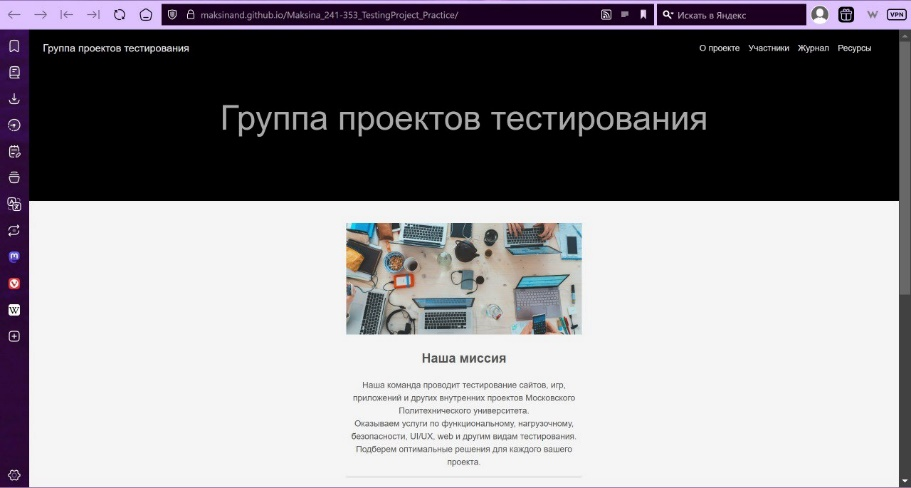 maksinand.github.io/Maksina_241-353_TestingProject_Practice/
Искать в Яндекс
VPN
Группа проектов тестирования
О проекте Участники Журнал Ресурсы
Группа проектов тестирования
Наша миссия
Наша команда проводит тестирование сайтов, игр,
приложений и других внутренних проектов Московского
Политехнического университета.
Оказываем услуги по функциональному, нагрузочному,
безопасности, UI/UX, web и другим видам тестирования.
Подберем оптимальные решения для каждого вашего
проекта.